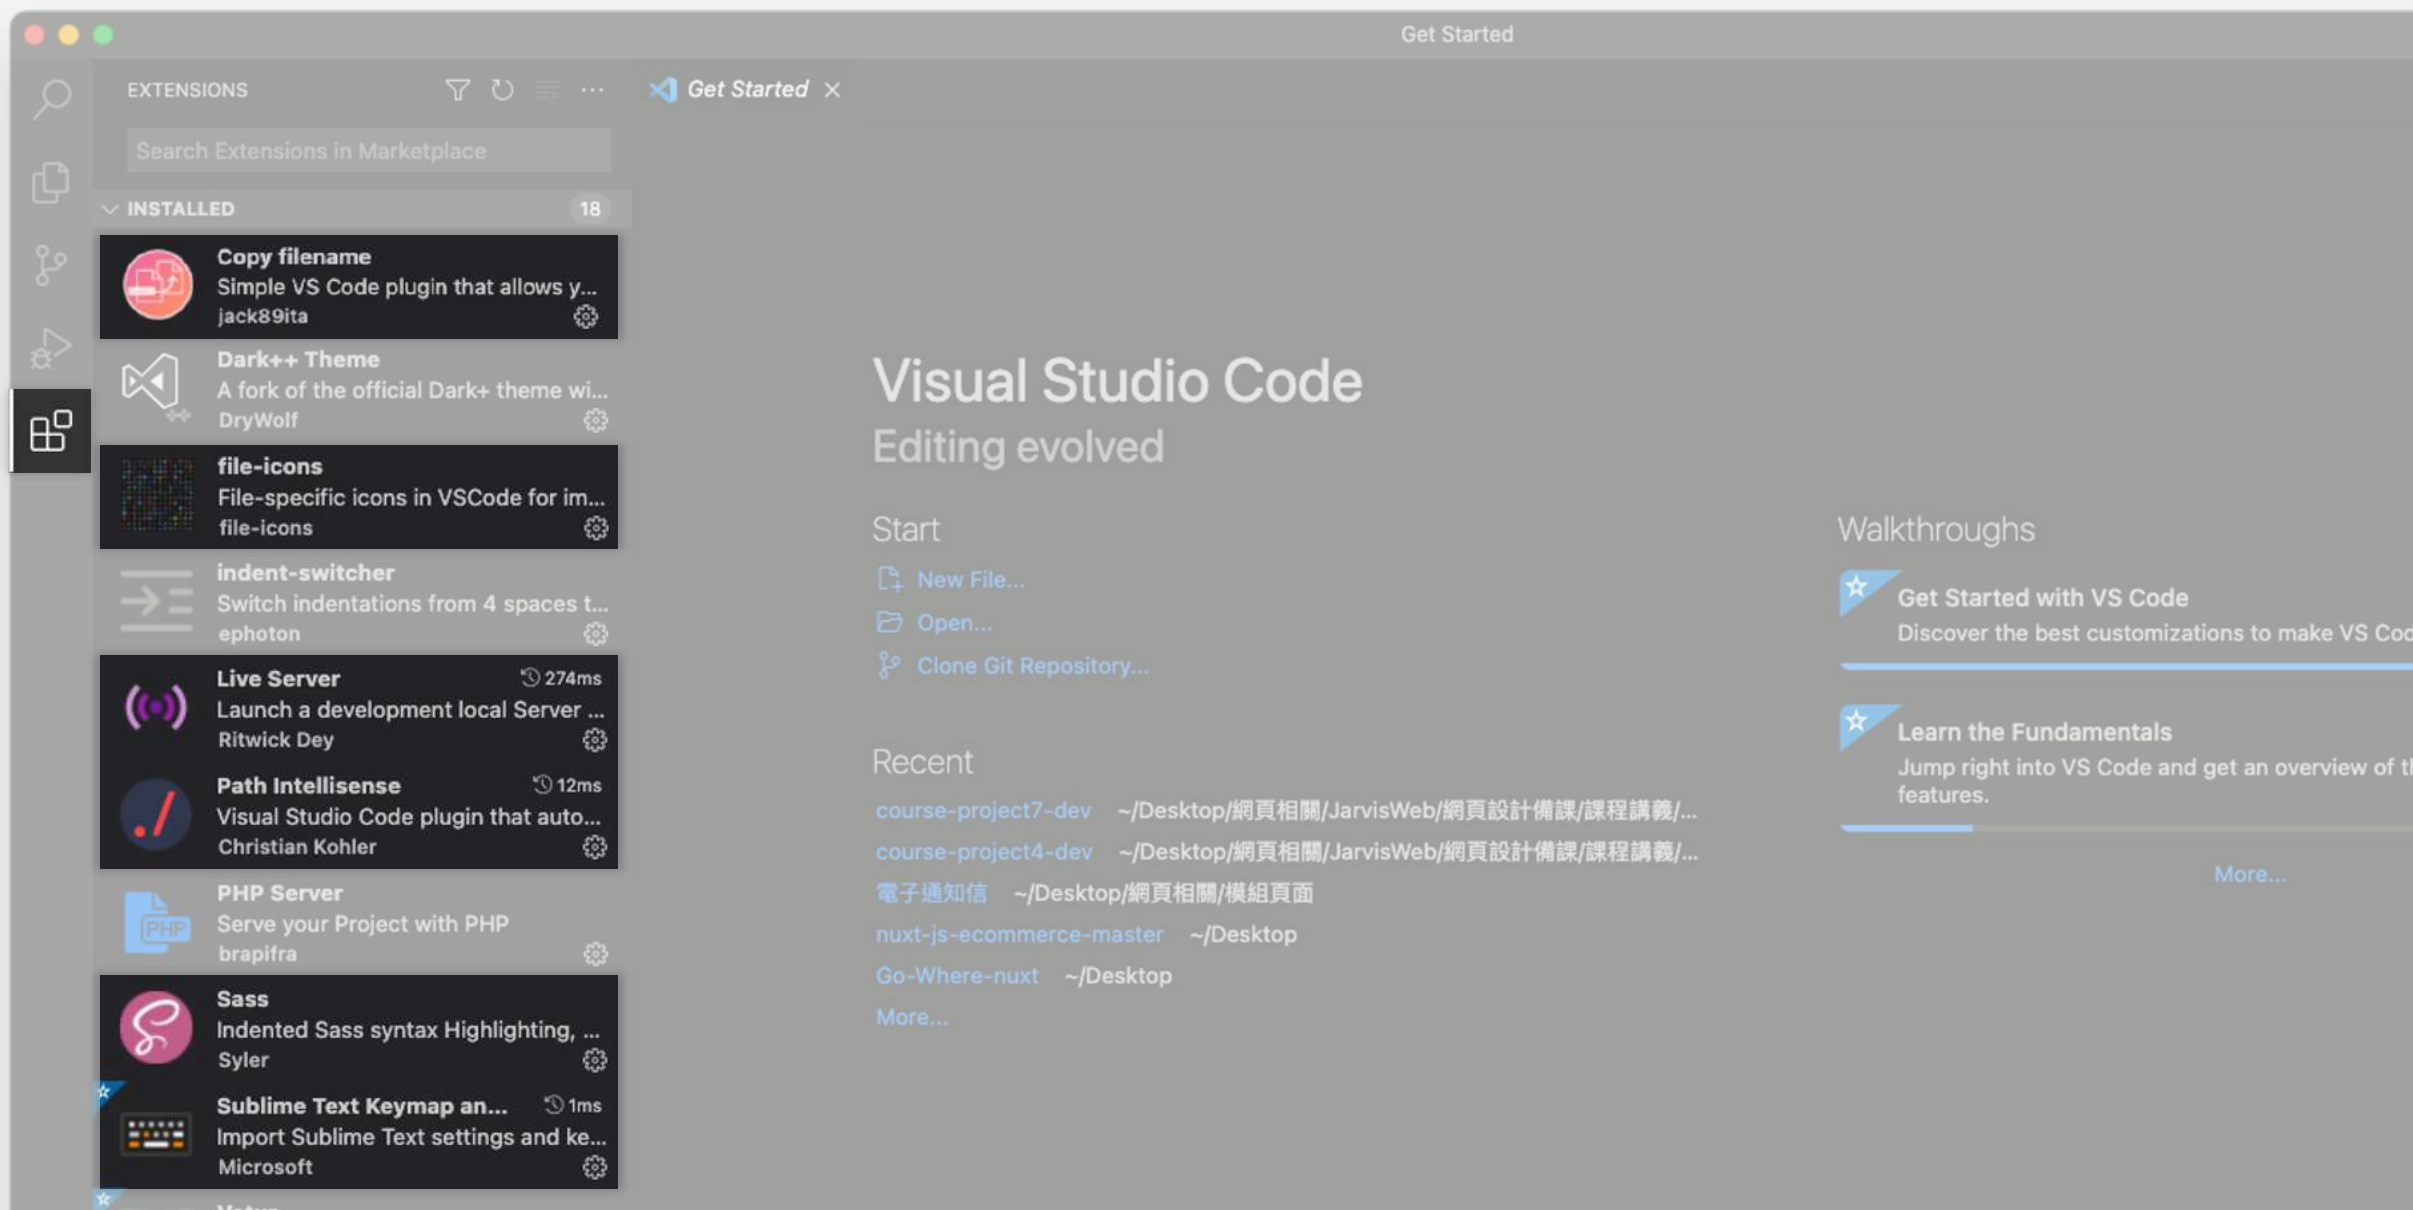 Get Started
EXTENSIONS
Search Extensions in Marketplace
INSTALLED 18
Copy filename
Simple VS Code plugin that allows y...
jack89ita
Dark++ Theme
A fork of the official Dark+ theme wi...
DryWolf
file-icons
File-specific icons in VSCode for im...
file-icons
indent-switcher
Switch indentations from 4 spaces t...
ephoton
Live Server 274ms
Launch a development local Server ...
Ritwick Dey
Path Intellisense 12ms
Visual Studio Code plugin that auto...
Christian Kohler
PHP Server
PHP
Serve your Project with PHP
brapifra
Sass
Indented Sass syntax Highlighting, ...
Syler
Sublime Text Keymap an... 1ms
Import Sublime Text settings and ke...
Microsoft
Get Started
Visual Studio Code
Editing evolved
Start
New File...
Open...
Clone Git Repository...
Recent
course-project7-dev ~/Desktop/網頁相關/JarvisWeb/網頁設計備課/課程講義/...
course-project4-dev ~/Desktop/網頁相關/JarvisWeb/網頁設計備課/課程講義/...
電子通知信 ~/Desktop/網頁相關/模組頁面
nuxt-js-ecommerce-master ~/Desktop
Go-Where-nuxt ~/Desktop
More...
Walkthroughs
Get Started with VS Code
Discover the best customizations to make VS Cod
Learn the Fundamentals
Jump right into VS Code and get an overview of
features.
More...